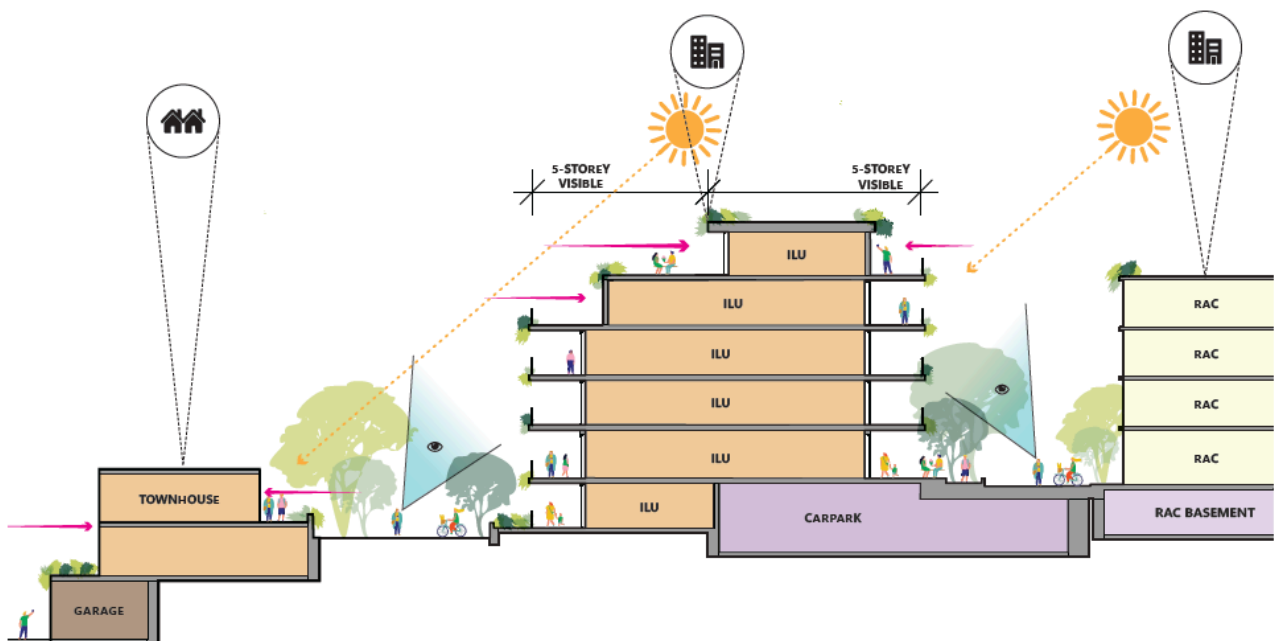 5-STOREY
VISIBLE
5-STOREY
VISIBLE
ILU
ILU
RAC
ILU
RAC
ILU
RAC
ILU
RAC
TOWNHOUSE
ILU
CARPARK
RAC BASEMENT
GARAGE